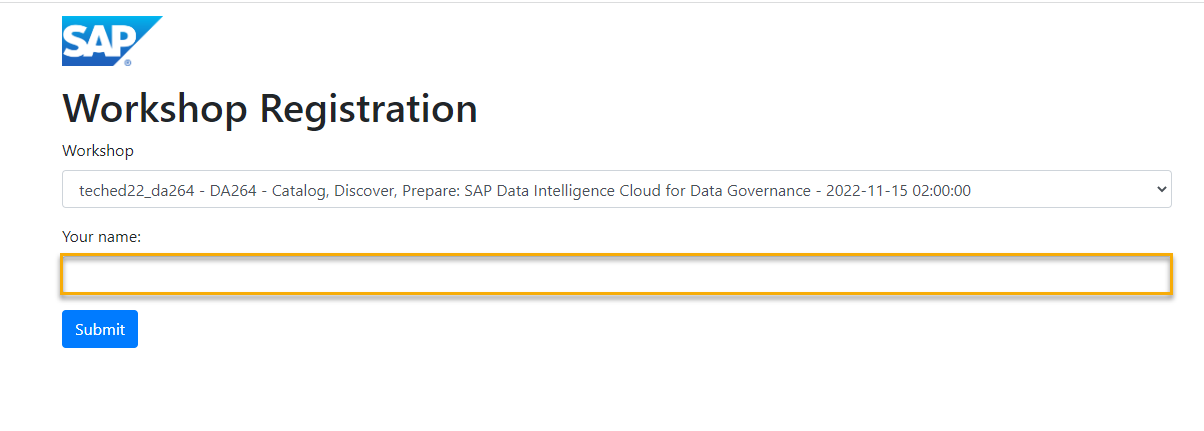 SAP®
Workshop Registration
Workshop
teched22_da264 - DA264 - Catalog, Discover, Prepare: SAP Data Intelligence Cloud for Data Governance - 2022-11-15 02:00:00
Your name:
Submit